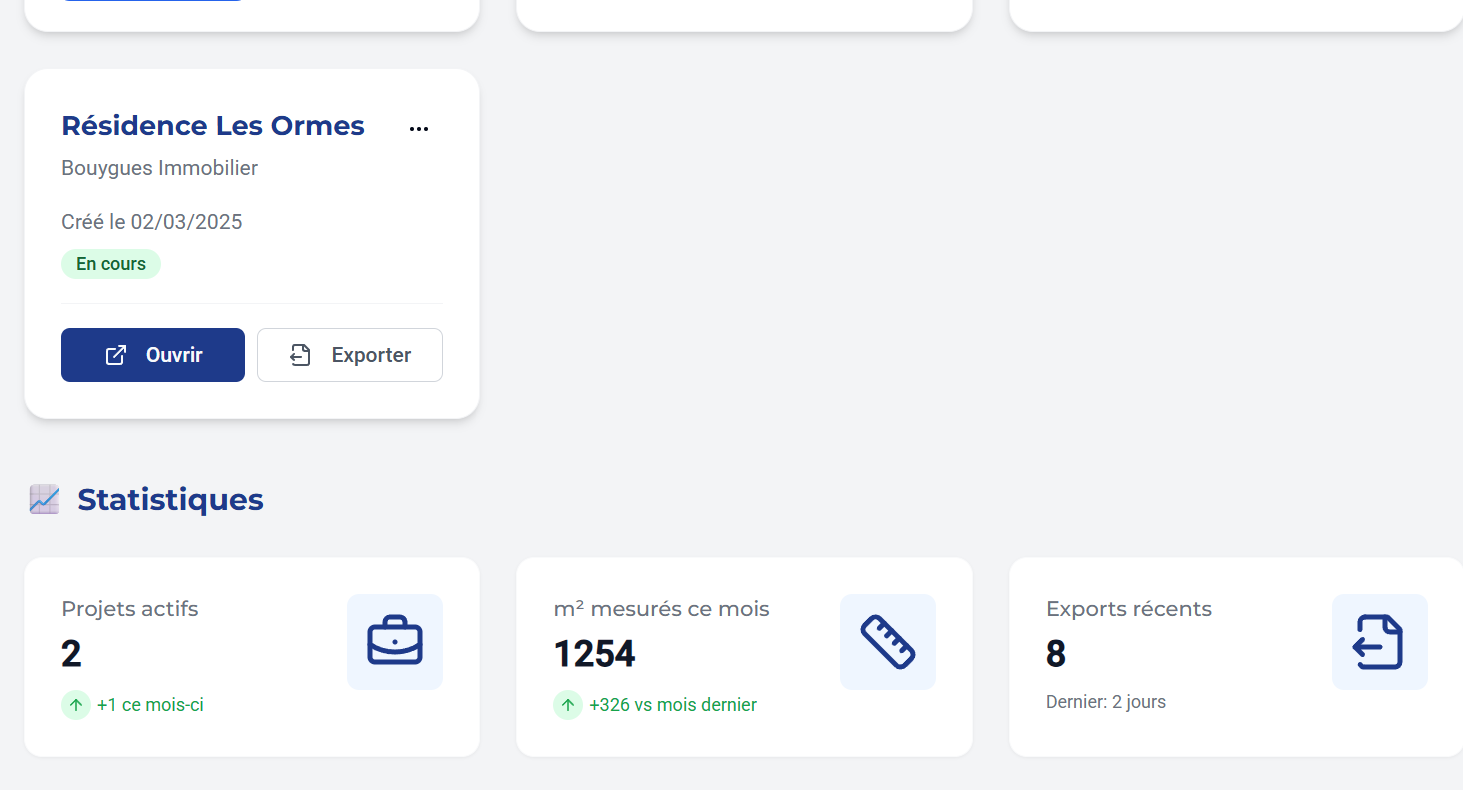 Résidence Les Ormes
Bouygues Immobilier
Créé le 02/03/2025
En cours
Ouvrir
Exporter
Statistiques
Projets actifs
2
+1 ce mois-ci
m² mesurés ce mois
1254
+326 vs mois dernier
Exports récents
8
Dernier: 2 jours